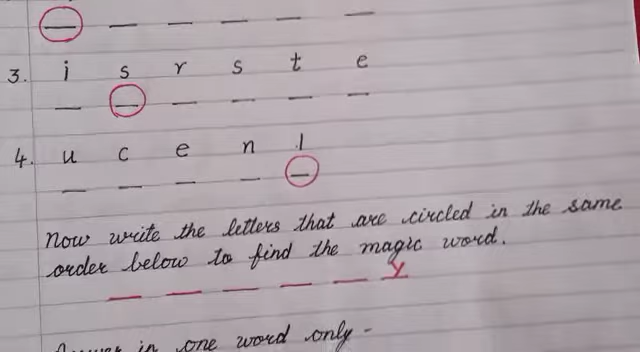 3. i s r s t e
4. u c e n l
Now write the letters that are circled in the same
order below to find the magic word.
y
Answer in one word only -